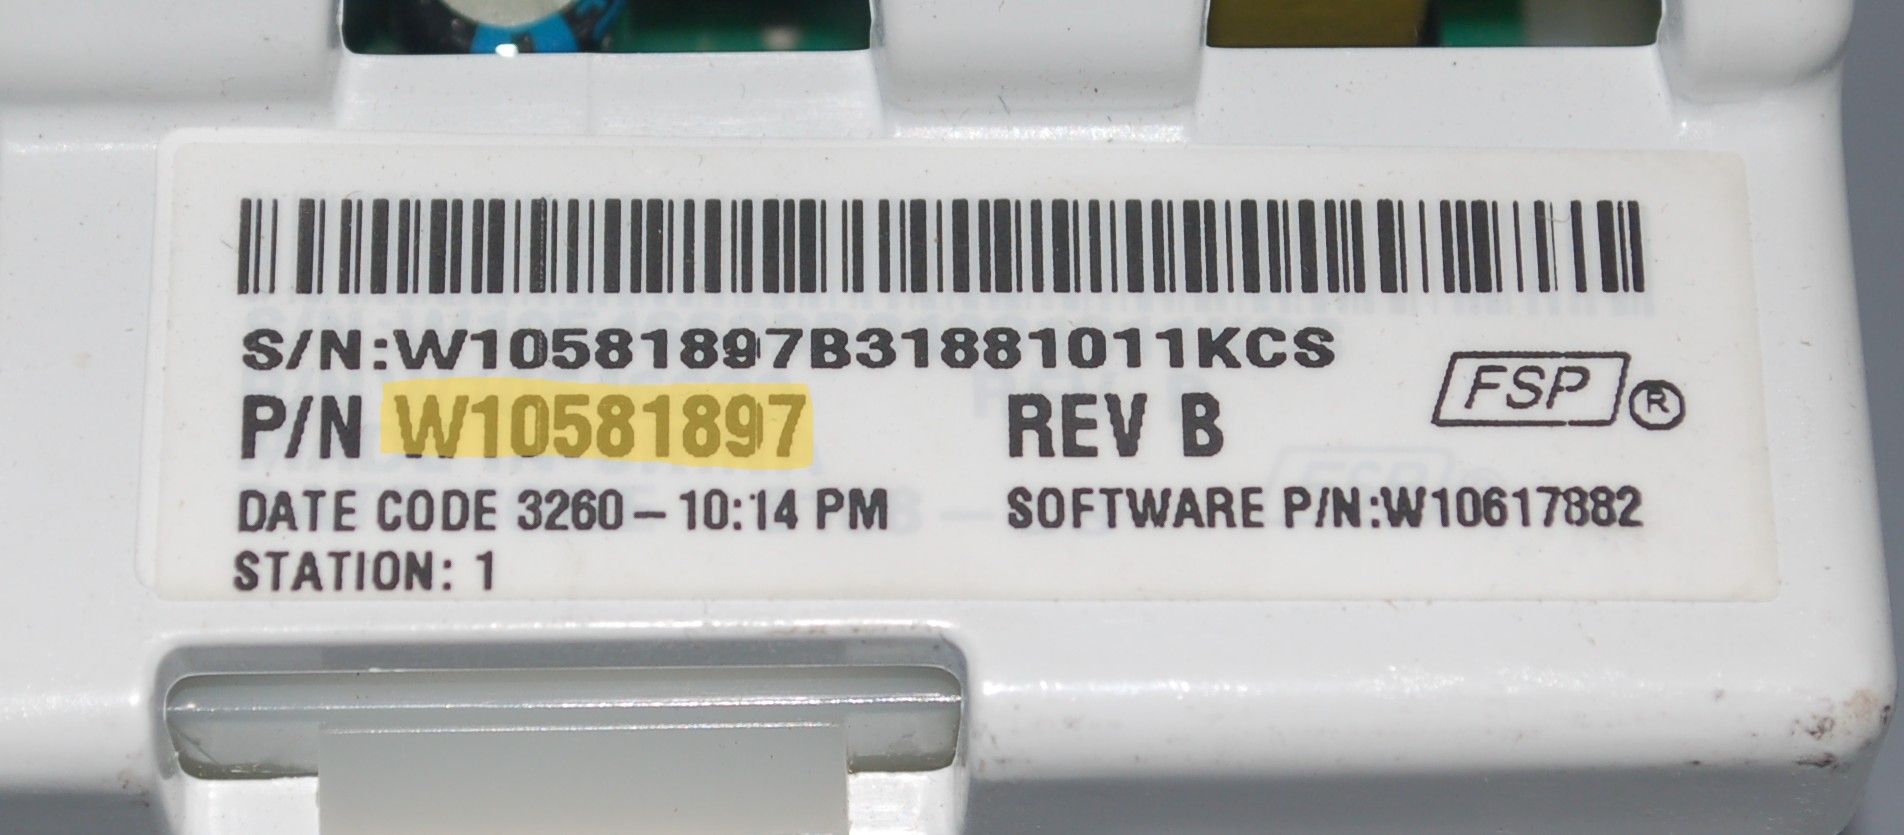 S/N:W10581897B31881011KCS
P/N W10581897 REV B FSP ®
DATE CODE 3260 – 10:14 PM SOFTWARE P/N:W10617882
STATION: 1